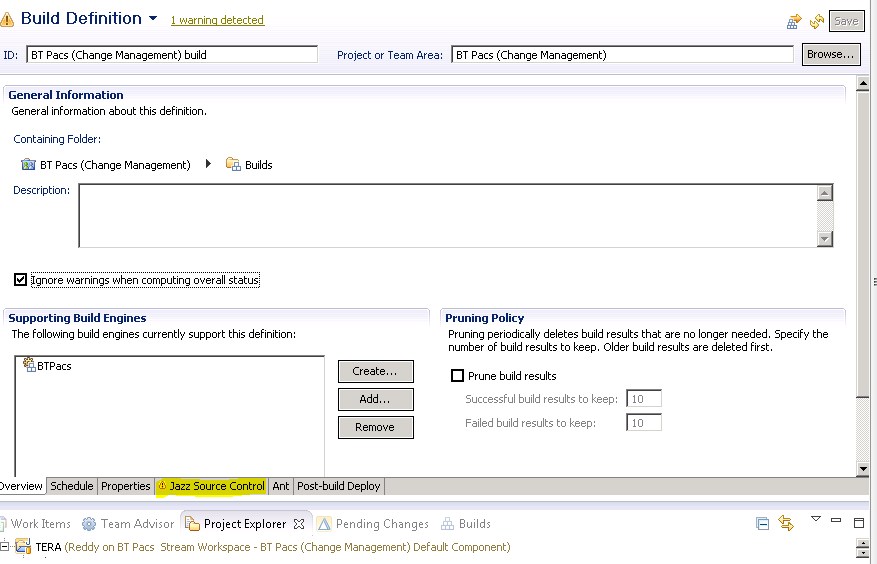 Build Definition 1 warning detected Save
ID: BT Pacs (Change Management) build Project or Team Area: BT Pacs (Change Management) Browse...
General Information
General information about this definition.
Containing Folder:
BT Pacs (Change Management) Builds
Description:
Ignore warnings when computing overall status
Supporting Build Engines
The following build engines currently support this definition:
BTPacs
Create...
Add...
Remove
Pruning Policy
Pruning periodically deletes build results that are no longer needed. Specify the
number of build results to keep. Older build results are deleted first.
Prune build results
Successful build results to keep: 10
Failed build results to keep: 10
Overview Schedule Properties Jazz Source Control Ant Post-build Deploy
Work Items Team Advisor Project Explorer Pending Changes Builds
TERA (Reddy on BT Pacs Stream Workspace - BT Pacs (Change Management) Default Component)